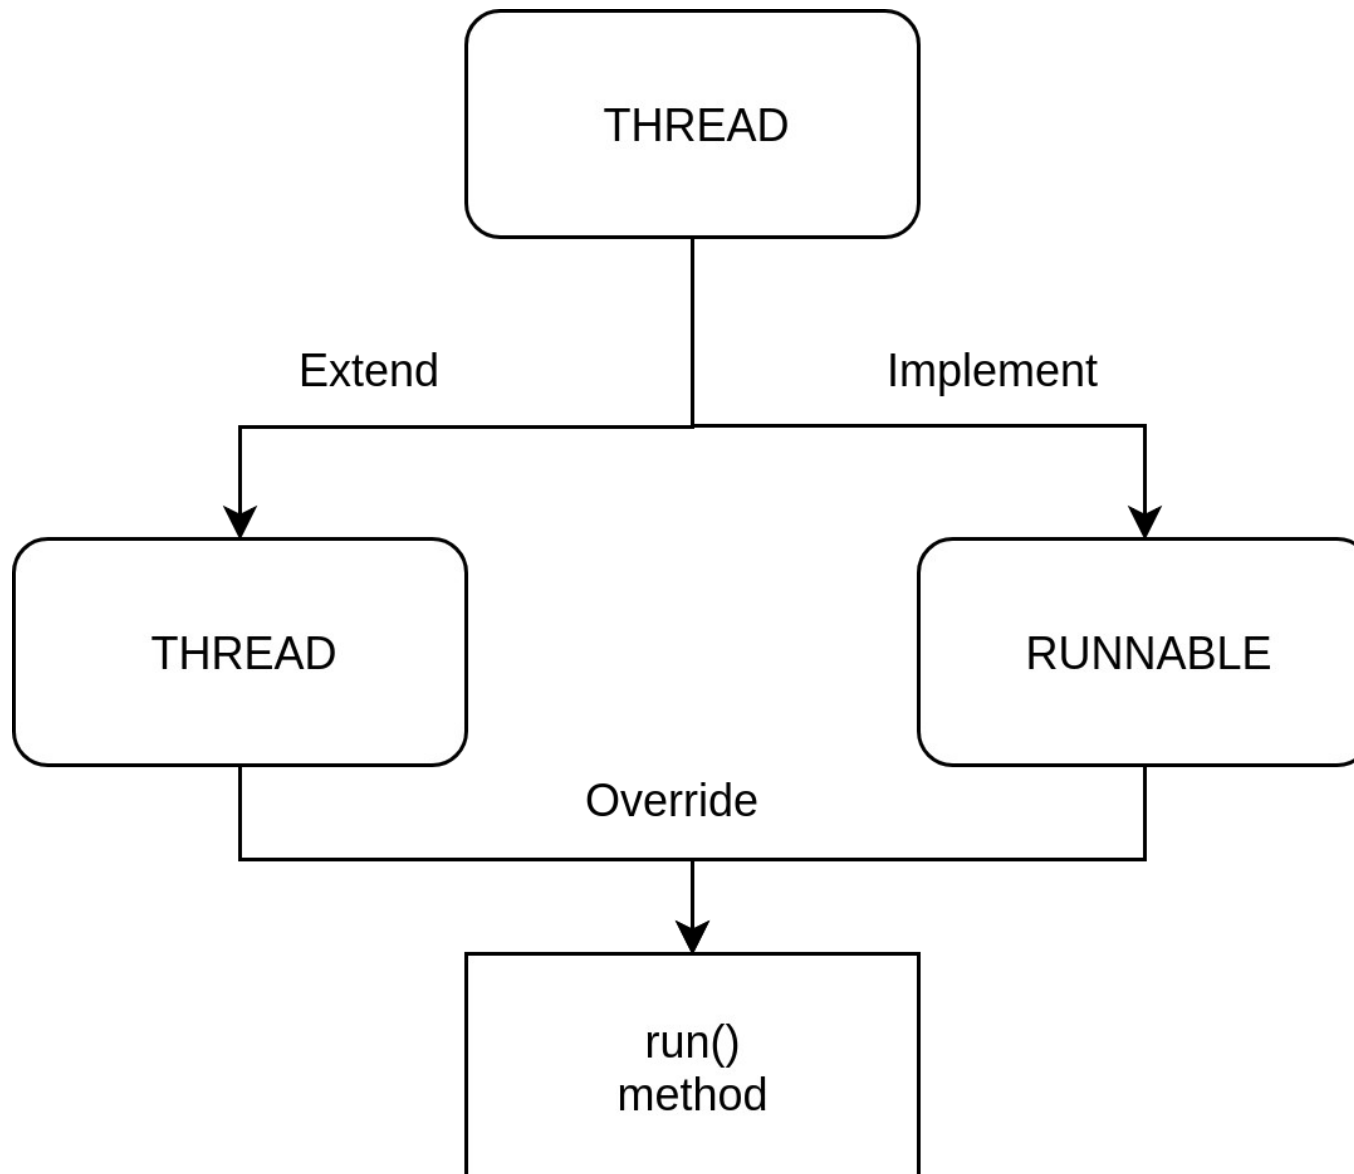 THREAD
Extend
Implement
THREAD
RUNNABLE
Override
run()
method